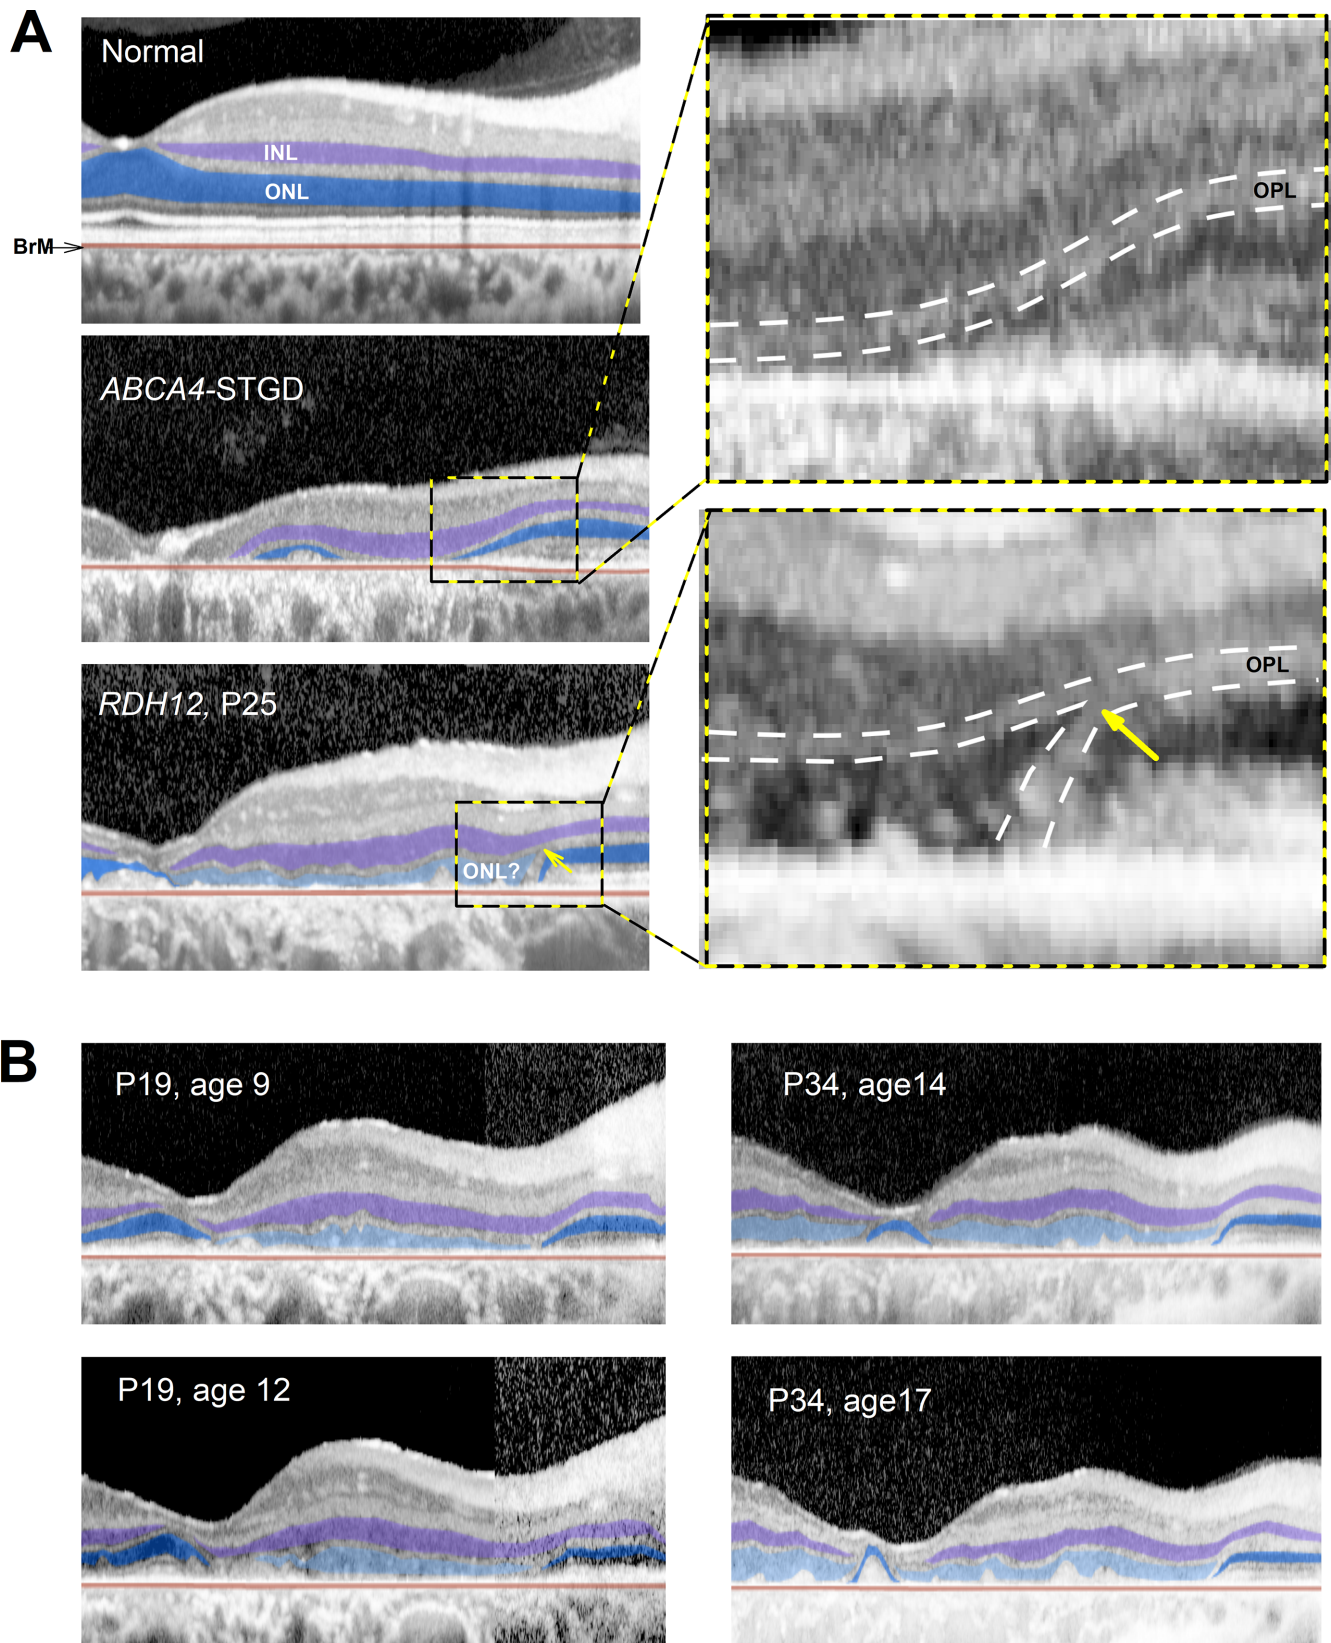 A
Normal
INL
ONL
BrM
OPL
ABCA4-STGD
RDH12, P25
ONL?
OPL
B
P19, age 9
P34, age14
P19, age 12
P34, age17